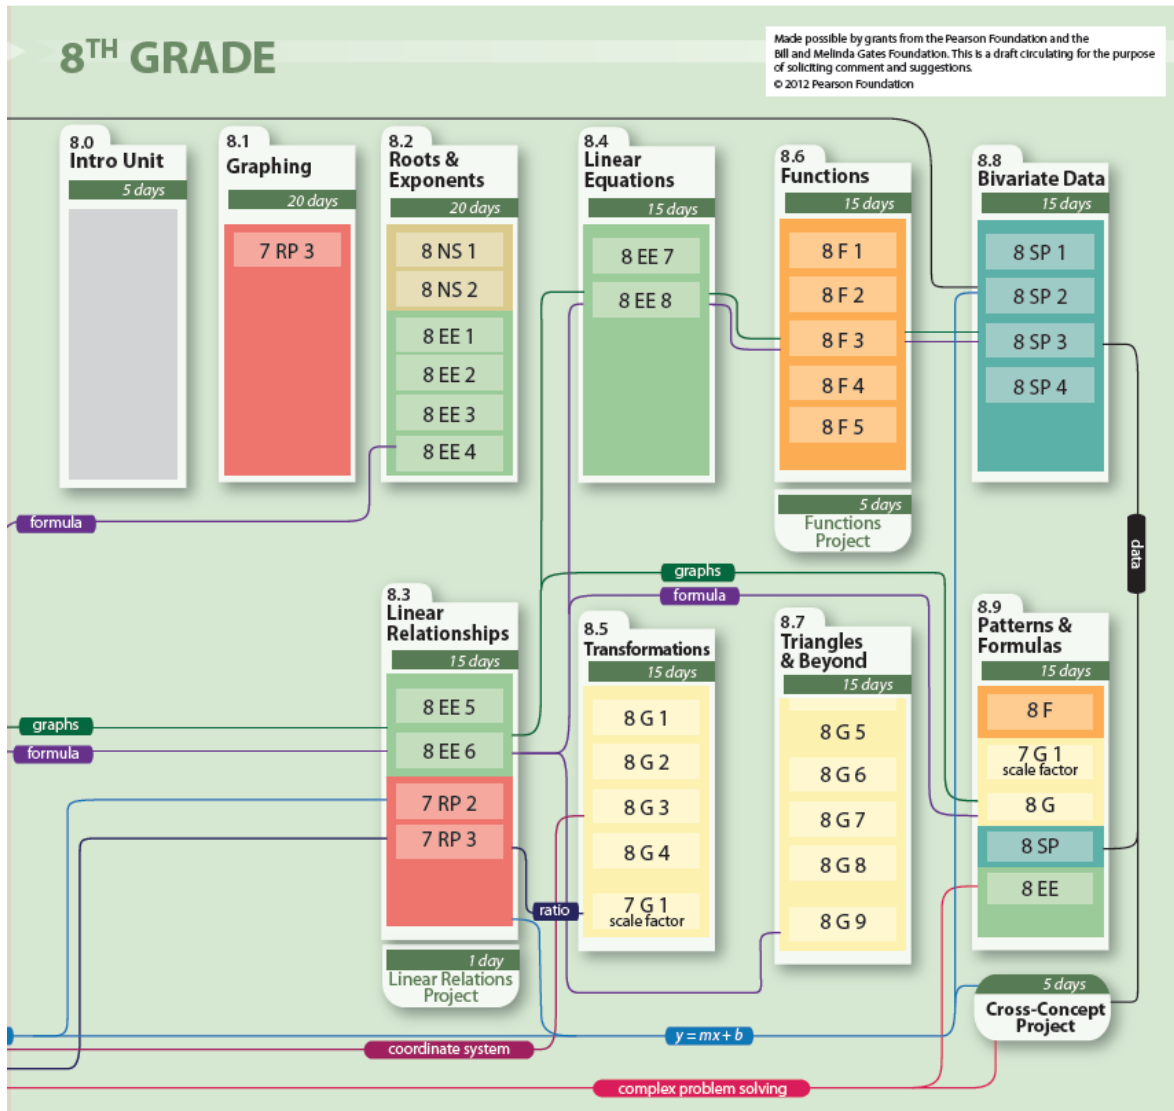 8TH GRADE
Made possible by grants from the Pearson Foundation and the
Bill and Melinda Gates Foundation. This is a draft circulating for the purpose
of soliciting comment and suggestions.
© 2012 Pearson Foundation
8.0
Intro Unit
5 days
8.1
Graphing
20 days
7 RP 3
8.2
Roots &
Exponents
20 days
8 NS 1
8 NS 2
8 EE 1
8 EE 2
8 EE 3
8 EE 4
8.4
Linear
Equations
15 days
8 EE 7
8 EE 8
8.6
Functions
15 days
8 F 1
8 F 2
8 F 3
8 F 4
8 F 5
5 days
Functions
Project
8.8
Bivariate Data
15 days
8 SP 1
8 SP 2
8 SP 3
8 SP 4
formula
data
graphs
formula
8.3
Linear
Relationships
15 days
8 EE 5
8 EE 6
7 RP 2
7 RP 3
1 day
Linear Relations
Project
graphs
formula
ratio
8.5
Transformations
15 days
8 G 1
8 G 2
8 G 3
8 G 4
7 G 1
scale factor
8.7
Triangles
& Beyond
15 days
8 G 5
8 G 6
8 G 7
8 G 8
8 G 9
8.9
Patterns &
Formulas
15 days
8 F
7 G 1
scale factor
8 G
8 SP
8 EE
5 days
Cross-Concept
Project
y = mx + b
coordinate system
complex problem solving